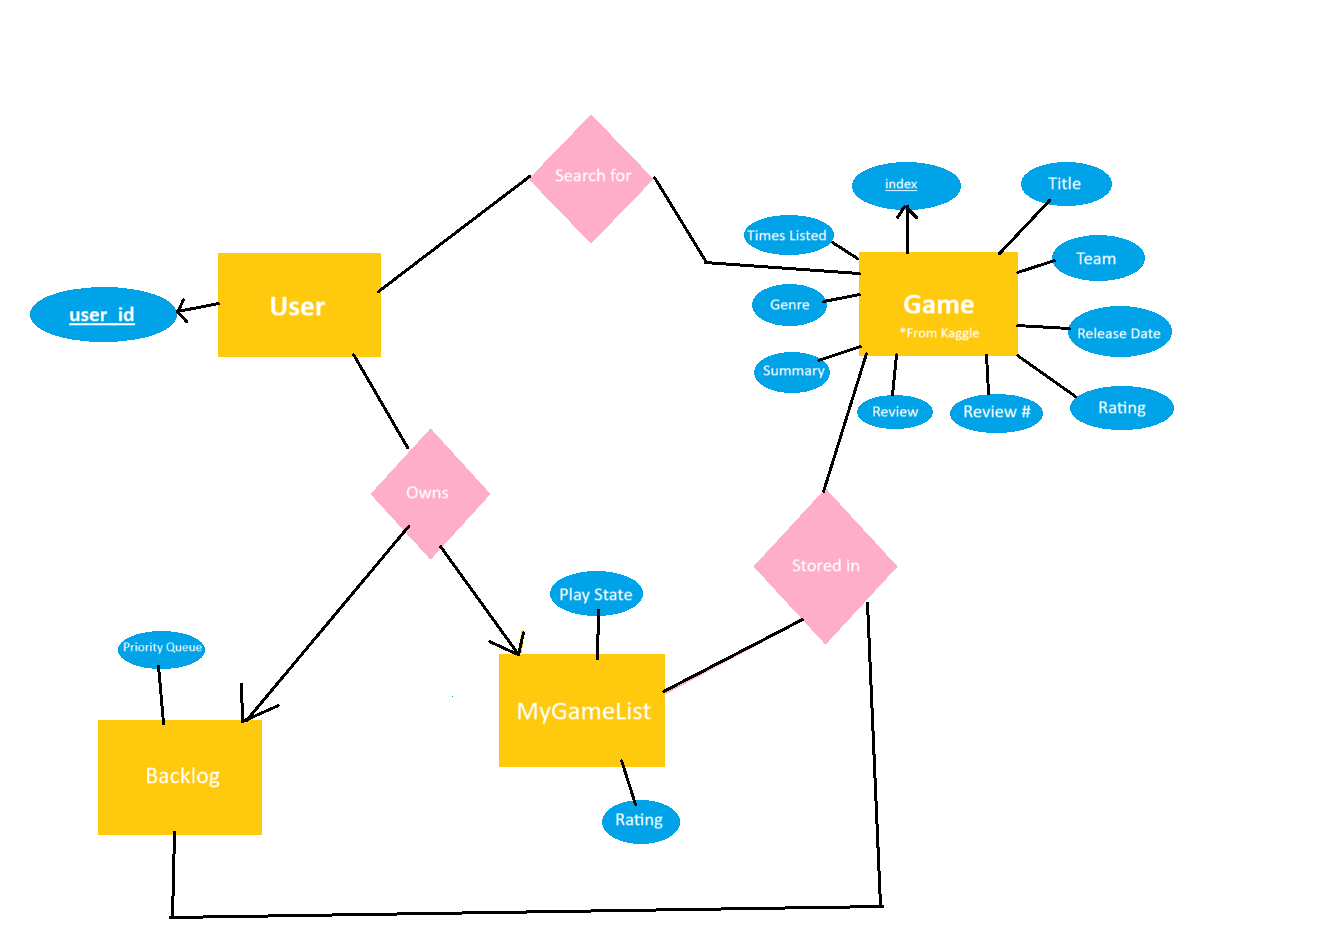 Search for
index
Title
Times Listed
Team
User
Game
*From Kaggle
Genre
user_id
Release Date
Summary
Review
Review #
Rating
Owns
Stored in
Play State
Priority Queue
MyGameList
Backlog
Rating